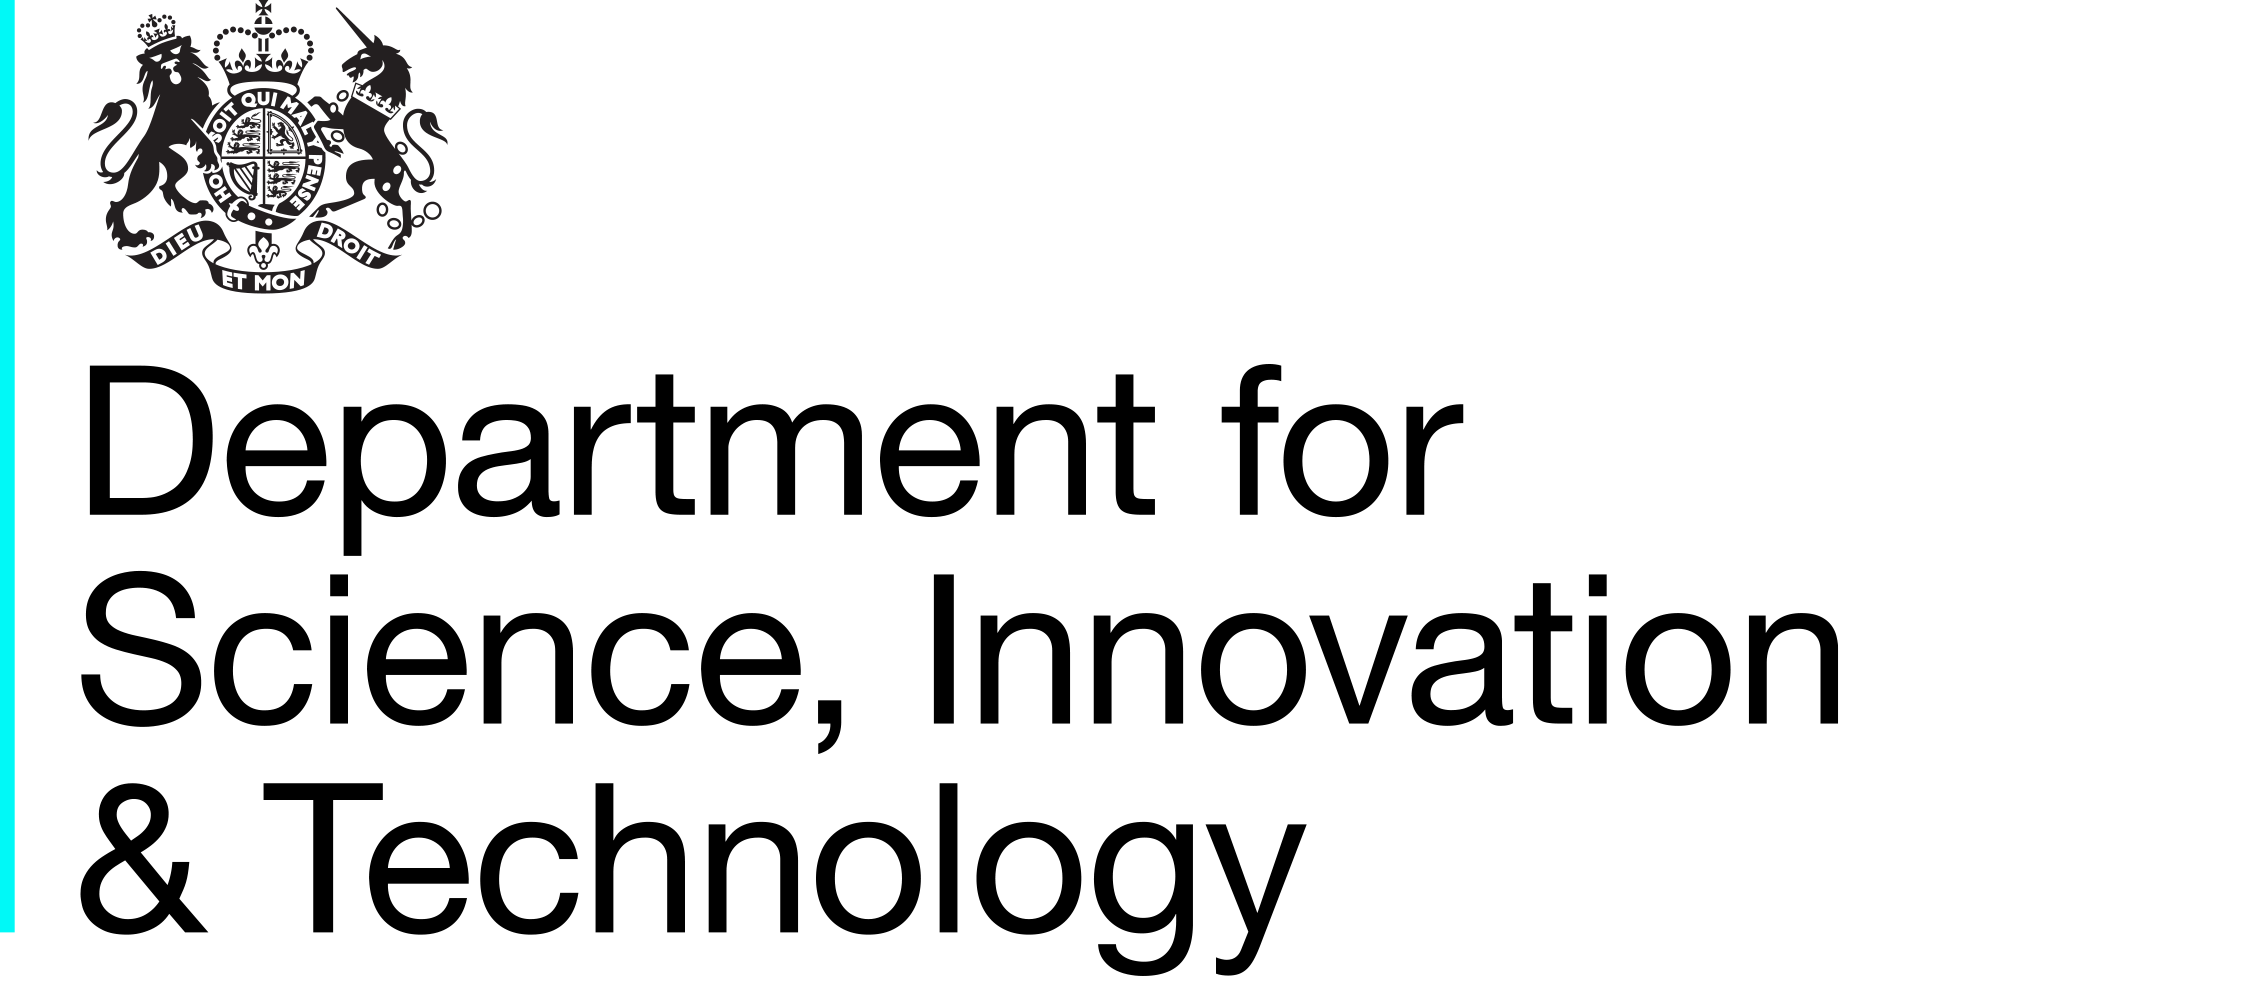 HONI SOIT QUI MAL Y PENSE
DIEU ET MON DROIT
Department for
Science, Innovation
& Technology